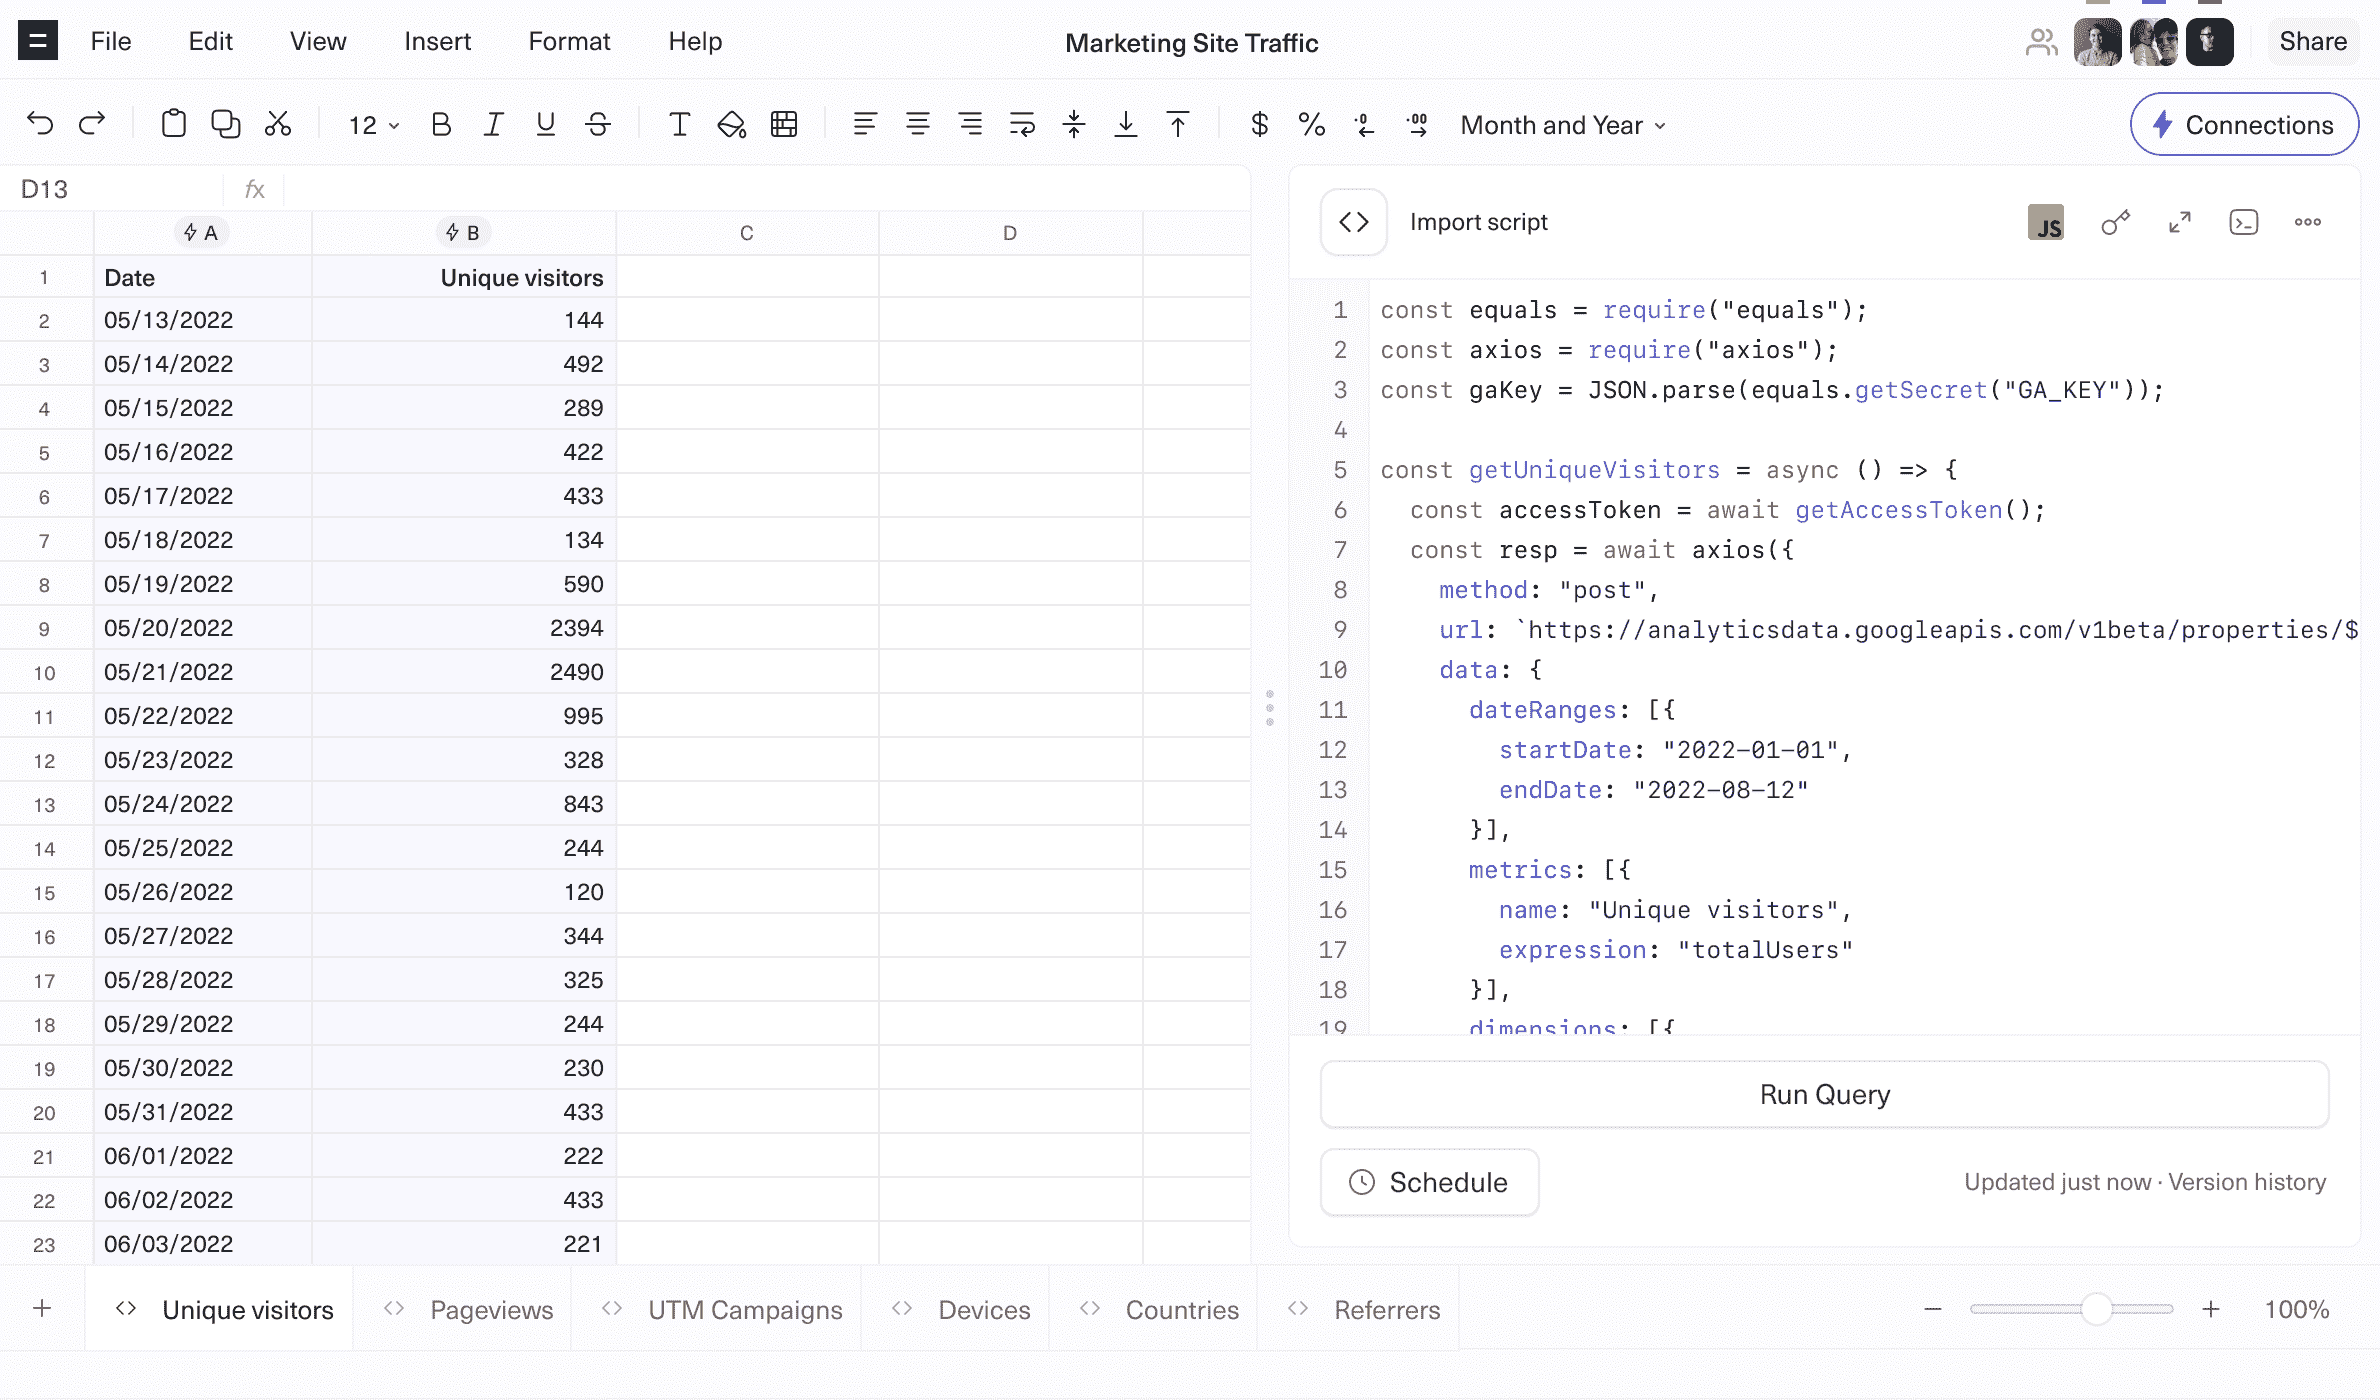 File Edit View Insert Format Help
Marketing Site Traffic
Share
12
B I U S
T
$ % .0 .00 Month and Year
Connections
D13 fx
A B C D
1 Date Unique visitors
2 05/13/2022 144
3 05/14/2022 492
4 05/15/2022 289
5 05/16/2022 422
6 05/17/2022 433
7 05/18/2022 134
8 05/19/2022 590
9 05/20/2022 2394
10 05/21/2022 2490
11 05/22/2022 995
12 05/23/2022 328
13 05/24/2022 843
14 05/25/2022 244
15 05/26/2022 120
16 05/27/2022 344
17 05/28/2022 325
18 05/29/2022 244
19 05/30/2022 230
20 05/31/2022 433
21 06/01/2022 222
22 06/02/2022 433
23 06/03/2022 221
Import script
JS
1 const equals = require("equals");
2 const axios = require("axios");
3 const gaKey = JSON.parse(equals.getSecret("GA_KEY"));
4
5 const getUniqueVisitors = async () => {
6 const accessToken = await getAccessToken();
7 const resp = await axios({
8 method: "post",
9 url: `https://analyticsdata.googleapis.com/v1beta/properties/$
10 data: {
11 dateRanges: [{
12 startDate: "2022-01-01",
13 endDate: "2022-08-12"
14 }],
15 metrics: [{
16 name: "Unique visitors",
17 expression: "totalUsers"
18 }],
19 dimensions: [{
Run Query
Schedule
Updated just now · Version history
+ Unique visitors Pageviews UTM Campaigns Devices Countries Referrers
− + 100%